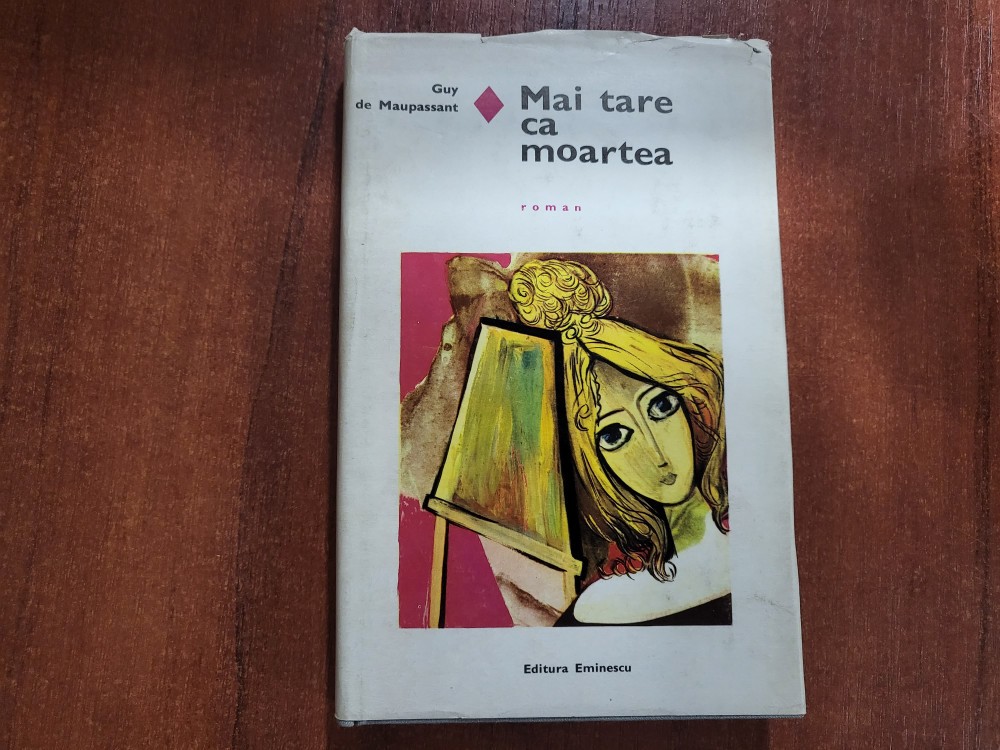 Guy
de Maupassant
Mai tare
ca
moartea
roman
Editura Eminescu